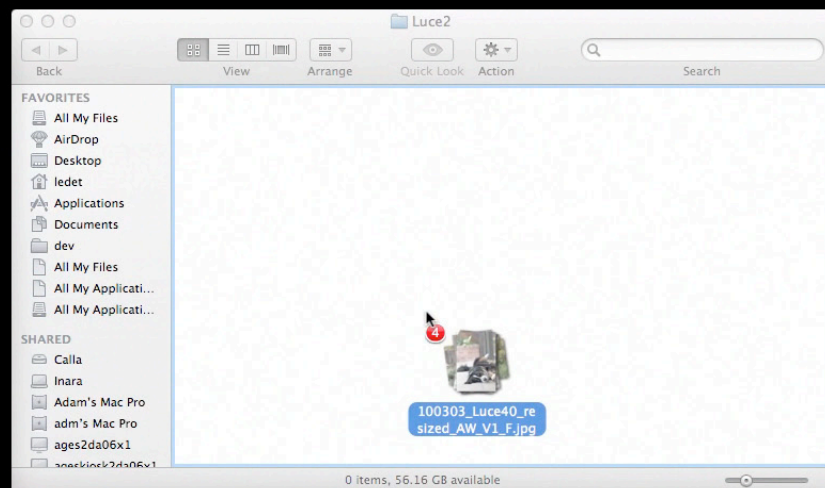 Luce2
Back
View
Arrange
Quick Look
Action
Search
FAVORITES
All My Files
AirDrop
Desktop
ledet
Applications
Documents
dev
All My Files
All My Applicati...
All My Applicati...
SHARED
Calla
Inara
Adam's Mac Pro
adm's Mac Pro
ages2da06x1
ageskiosk2da06x1
4
100303_Luce40_re
sized_AW_V1_F.jpg
0 items, 56.16 GB available